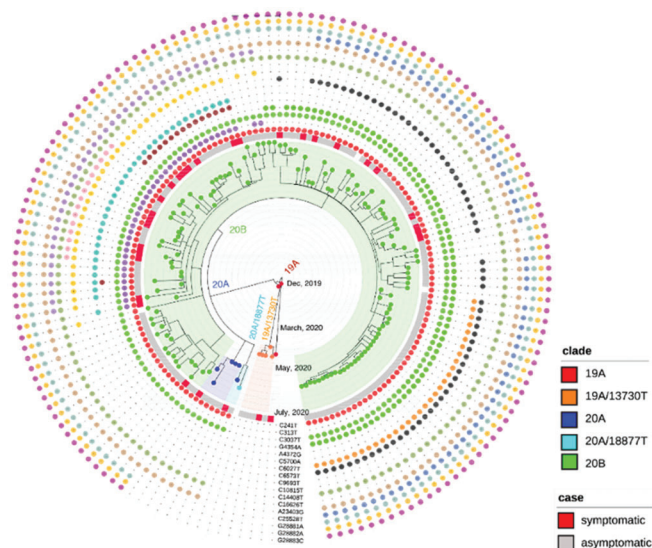 20B
19A
20A
Dec, 2019
20A/18877T
19A/13730T
March, 2020
May, 2020
July, 2020
C241T
C313T
C3037T
G4354A
A4372G
C5700A
C6027T
C6573T
C9693T
C10815T
C14408T
C16626T
A23403G
C25528T
G28881A
G28882A
G28883C
clade
19A
19A/13730T
20A
20A/18877T
20B
case
symptomatic
asymptomatic